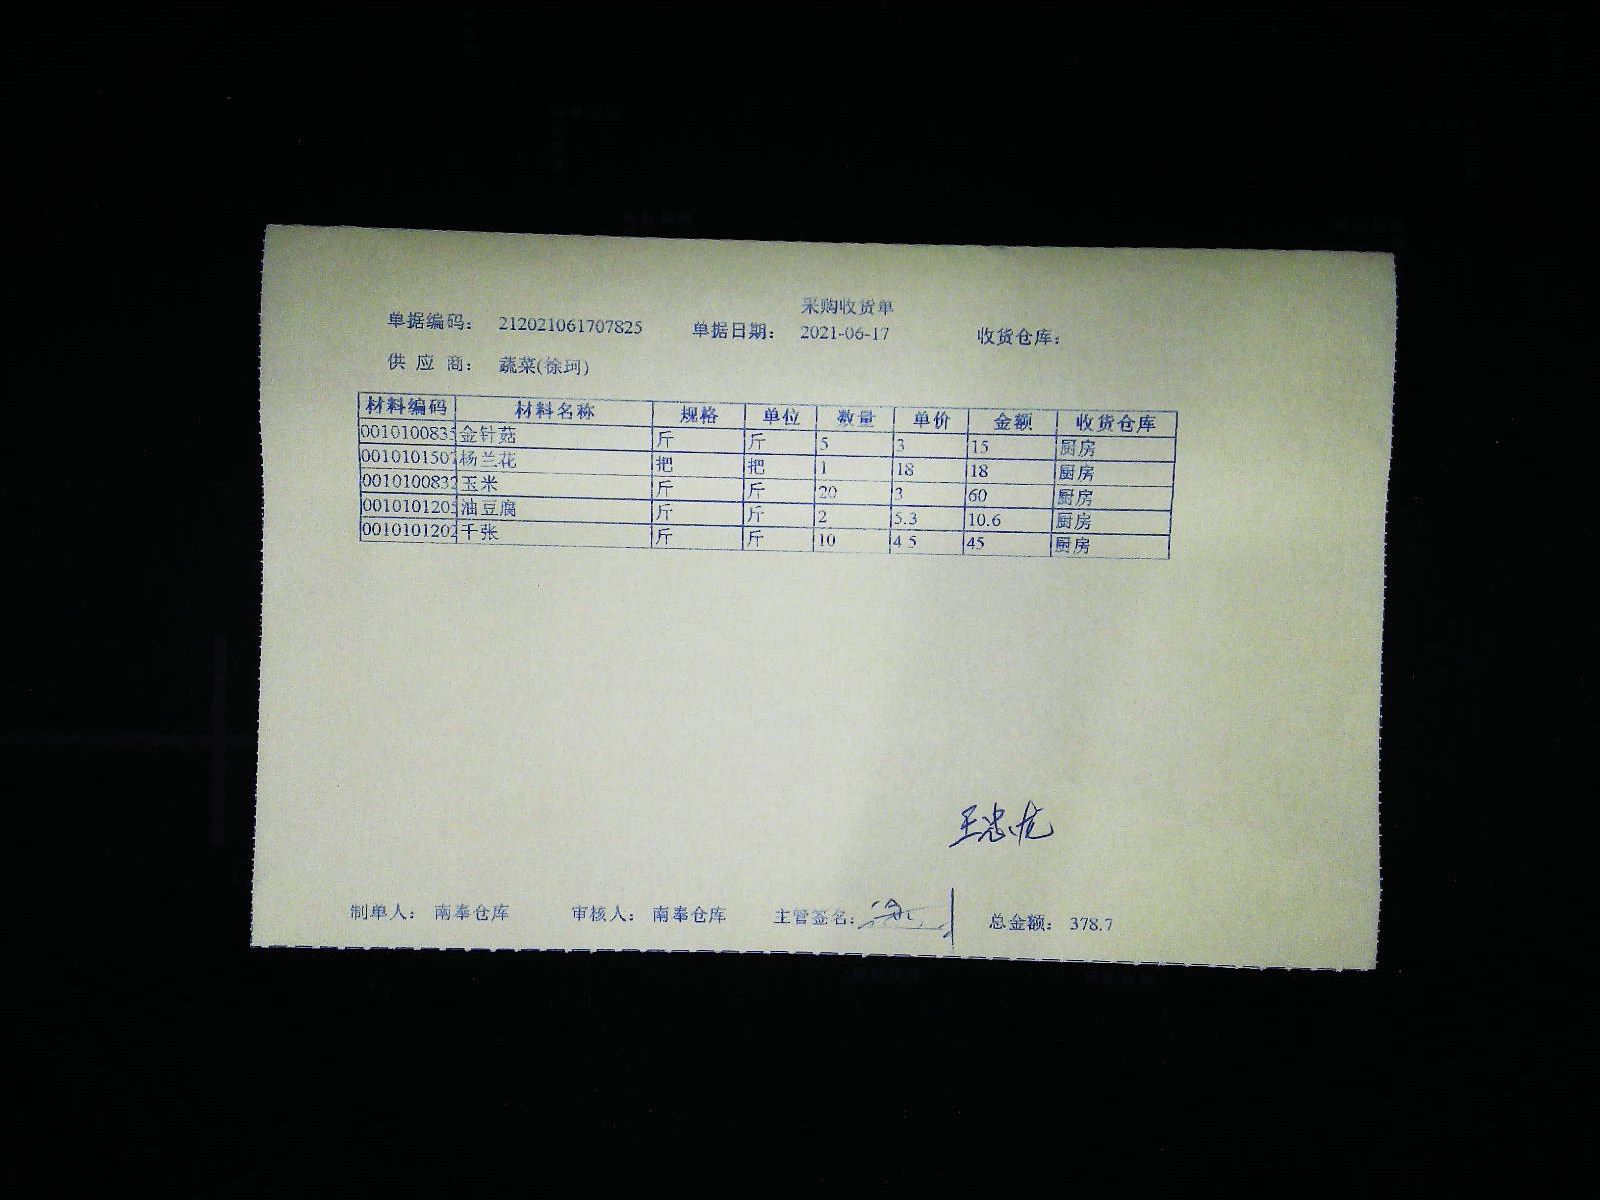 采购收货单
单据编码： 212021061707825 单据日期： 2021-06-17 收货仓库：
供 应 商： 蔬菜(徐珂)
材料编码 材料名称 规格 单位 数量 单价 金额 收货仓库
0010100835 金针菇 斤 斤 5 3 15 厨房
0010101507 杨兰花 把 把 1 18 18 厨房
0010100832 玉米 斤 斤 20 3 60 厨房
0010101205 油豆腐 斤 斤 2 5.3 10.6 厨房
0010101202 千张 斤 斤 10 4.5 45 厨房
王忠龙
制单人： 南奉仓库 审核人： 南奉仓库 主管签名： 总金额： 378.7